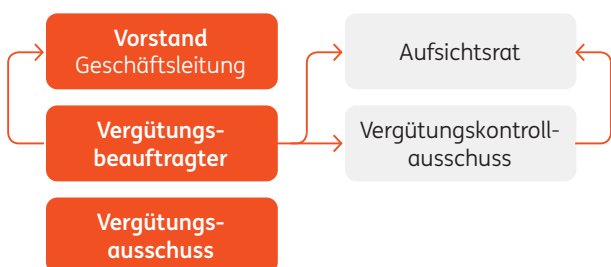 Vorstand
Geschäftsleitung
Aufsichtsrat
Vergütungs-
beauftragter
Vergütungskontroll-
ausschuss
Vergütungs-
ausschuss